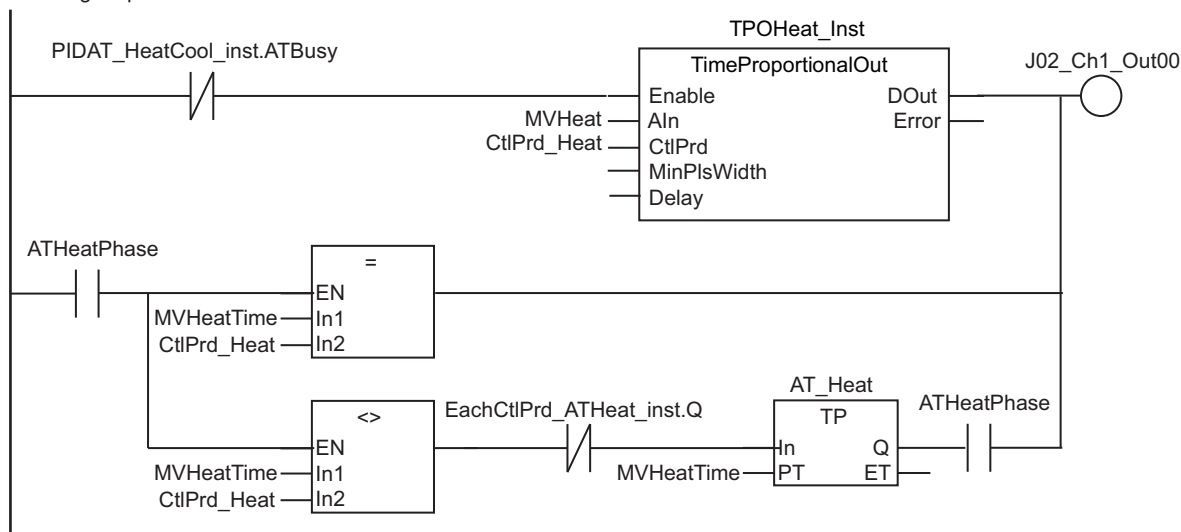 TPOHeat_Inst
PIDAT_HeatCool_inst.ATBusy
TimeProportionalOut
J02_Ch1_Out00
Enable
DOut
MVHeat
AIn
Error
CtlPrd_Heat
CtlPrd
MinPlsWidth
Delay
ATHeatPhase
=
EN
MVHeatTime
In1
CtlPrd_Heat
In2
AT_Heat
<>
EachCtlPrd_ATHeat_inst.Q
TP
ATHeatPhase
EN
In
Q
MVHeatTime
In1
MVHeatTime
PT
ET
CtlPrd_Heat
In2